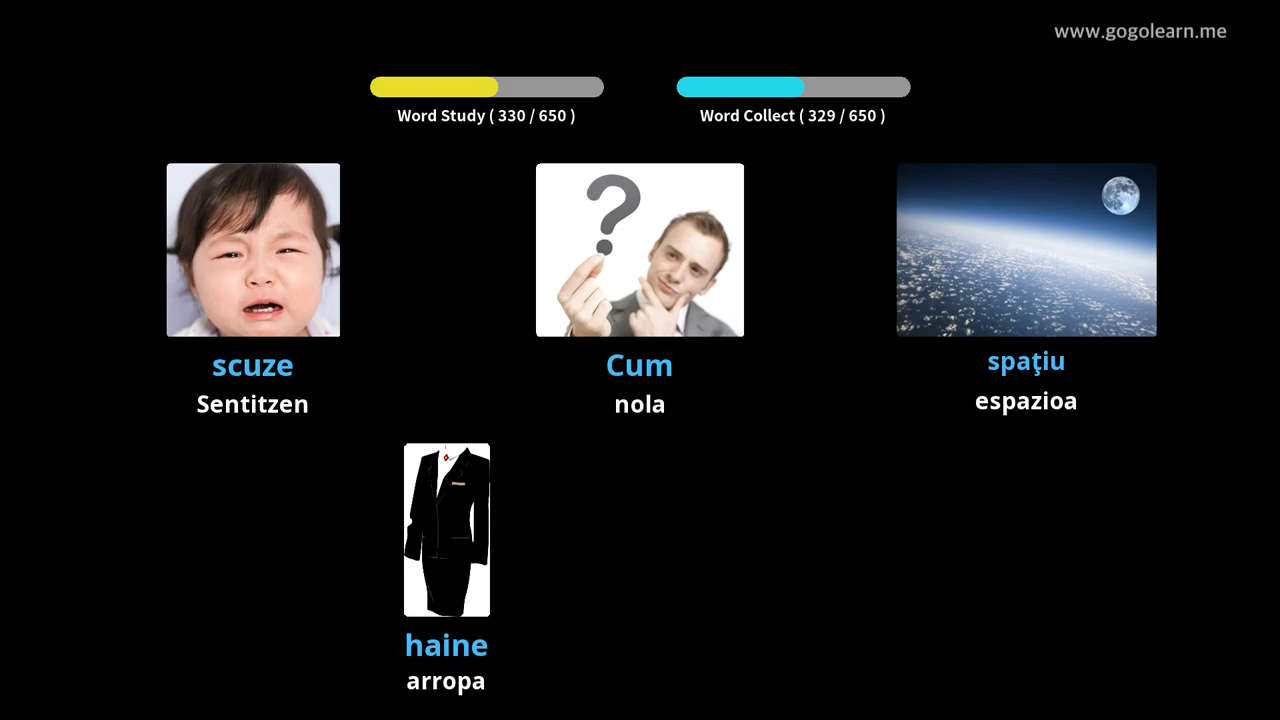 www.gogolearn.me
Word Study ( 330 / 650 )
Word Collect ( 329 / 650 )
scuze
Sentitzen
Cum
nola
spaţiu
espazioa
haine
arropa